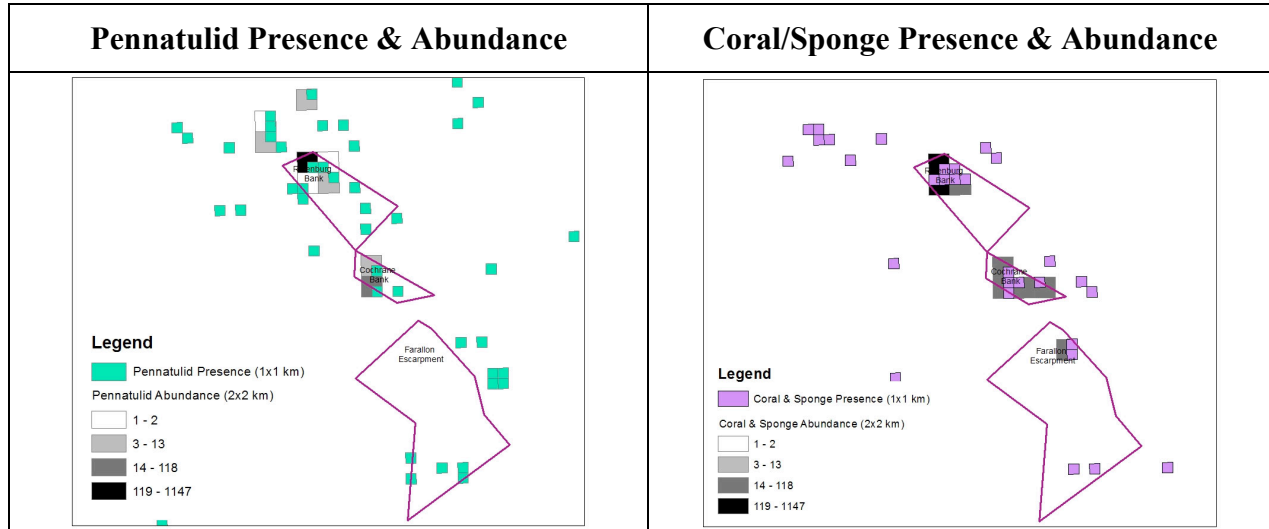 Pennatulid Presence & Abundance
Rittenburg
Bank
Cochrane
Bank
Farallon
Escarpment
Legend
Pennatulid Presence (1x1 km)
Pennatulid Abundance (2x2 km)
1 - 2
3 - 13
14 - 118
119 - 1147
Coral/Sponge Presence & Abundance
Bank
Cochrane
Bank
Farallon
Escarpment
Legend
Coral & Sponge Presence (1x1 km)
Coral & Sponge Abundance (2x2 km)
1 - 2
3 - 13
14 - 118
119 - 1147